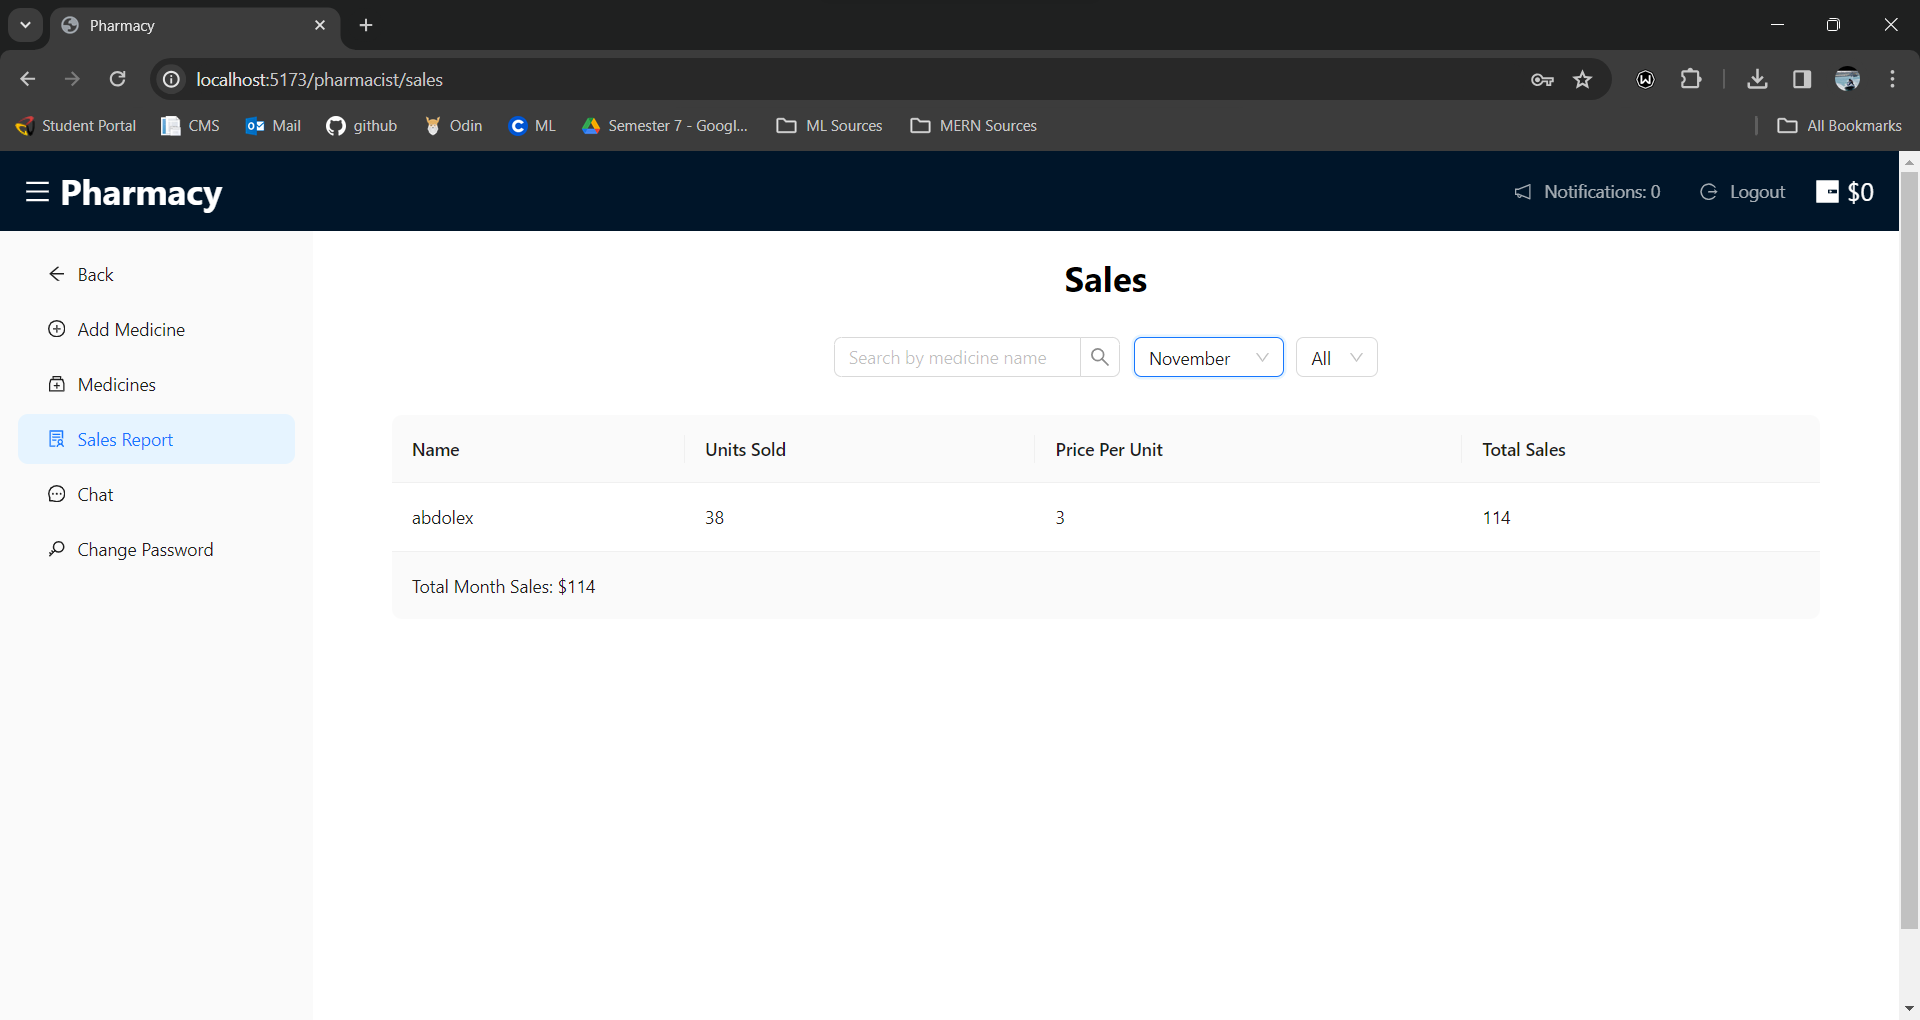 Pharmacy
localhost:5173/pharmacist/sales
Student Portal CMS Mail github Odin ML Semester 7 - Googl... ML Sources MERN Sources All Bookmarks
Pharmacy Notifications: 0 Logout $0
Back
Add Medicine
Medicines
Sales Report
Chat
Change Password
Sales
Search by medicine name November All
Name Units Sold Price Per Unit Total Sales
abdolex 38 3 114
Total Month Sales: $114